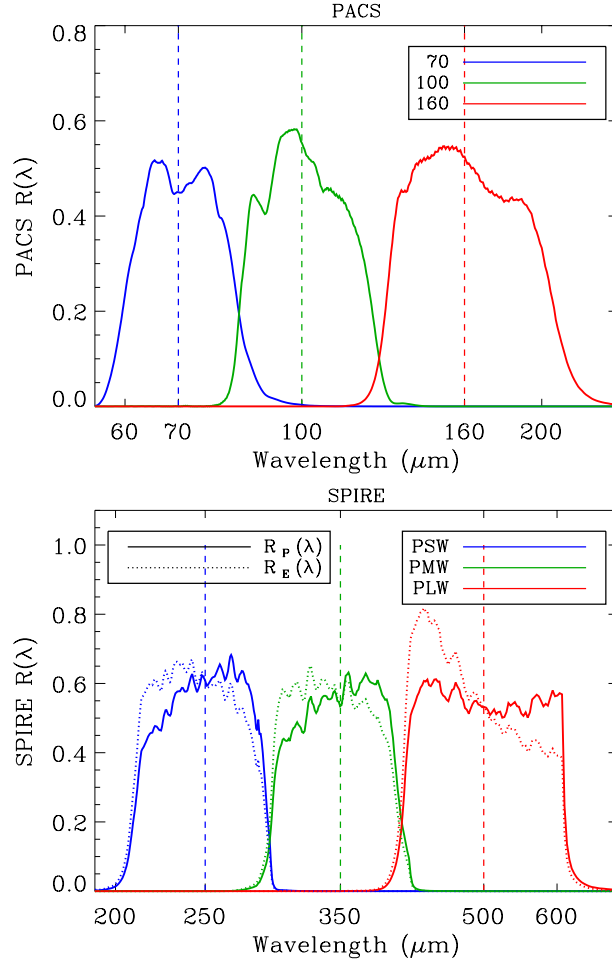 PACS
0.8
0.6
0.4
0.2
0.0
PACS R(λ)
70
100
160
60 70 100 160 200
Wavelength (μm)
SPIRE
1.0
0.8
0.6
0.4
0.2
0.0
SPIRE R(λ)
R_P(λ)
R_E(λ)
PSW
PMW
PLW
200 250 350 500 600
Wavelength (μm)